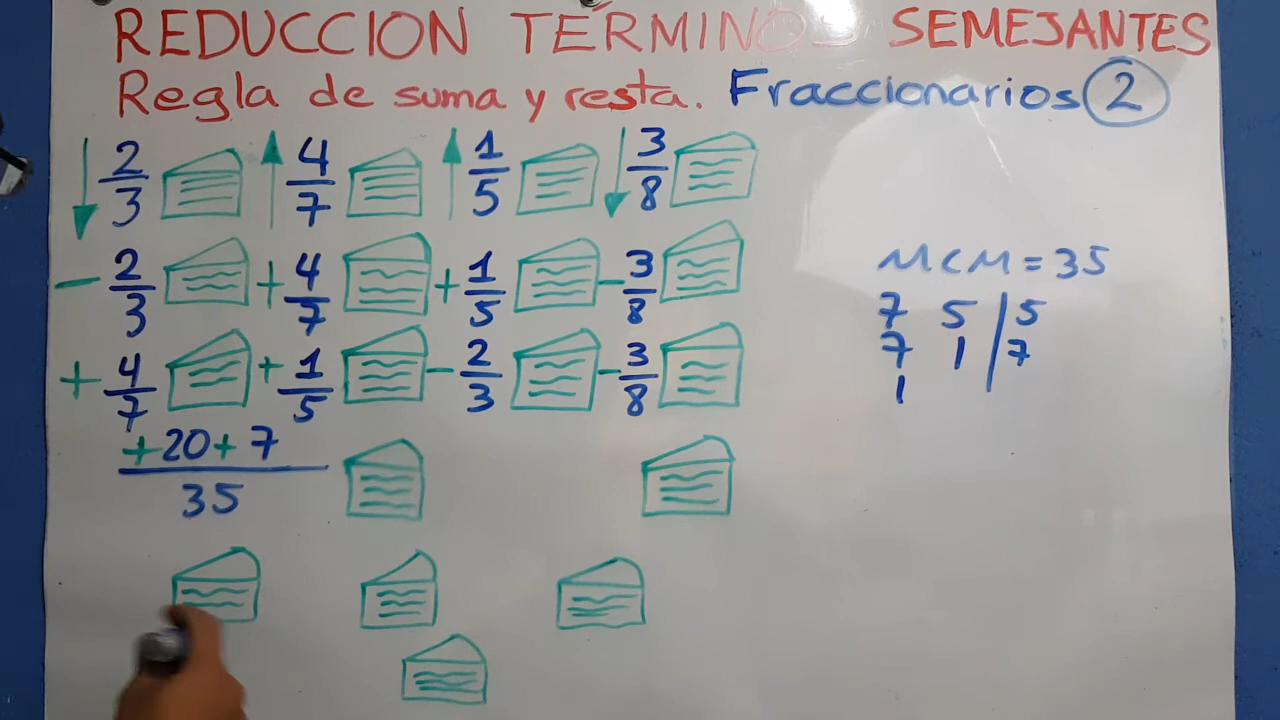 REDUCCION TÉRMINOS SEMEJANTES
Regla de suma y resta. Fraccionarios 2
↓ 2/3 ↑ 4/7 ↑ 1/5 ↓ 3/8
- 2/3 + 4/7 + 1/5 - 3/8
+ 4/7 + 1/5 - 2/3 - 3/8
+20+7
35
MCM = 35
7 5 | 5
7 1 | 7
1